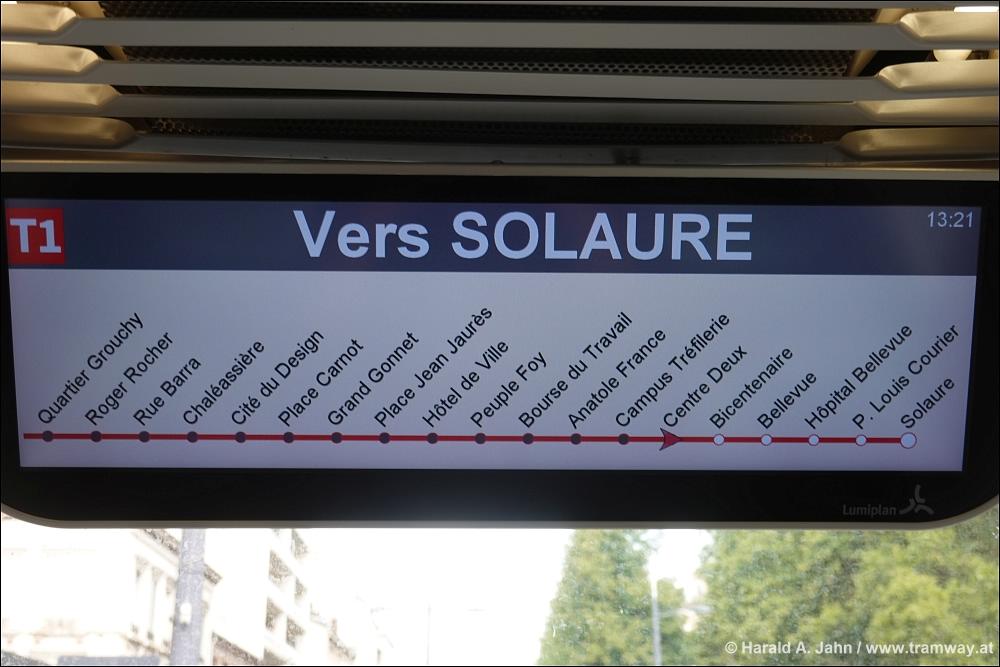 T1
Vers SOLAURE
13:21
Quartier Grouchy
Roger Rocher
Rue Barra
Chaléassière
Cité du Design
Place Carnot
Grand Gonnet
Place Jean Jaurès
Hôtel de Ville
Peuple Foy
Bourse du Travail
Anatole France
Campus Tréfilerie
Centre Deux
Bicentenaire
Bellevue
Hôpital Bellevue
P. Louis Courier
Solaure
Lumiplan
© Harald A. Jahn / www.tramway.at